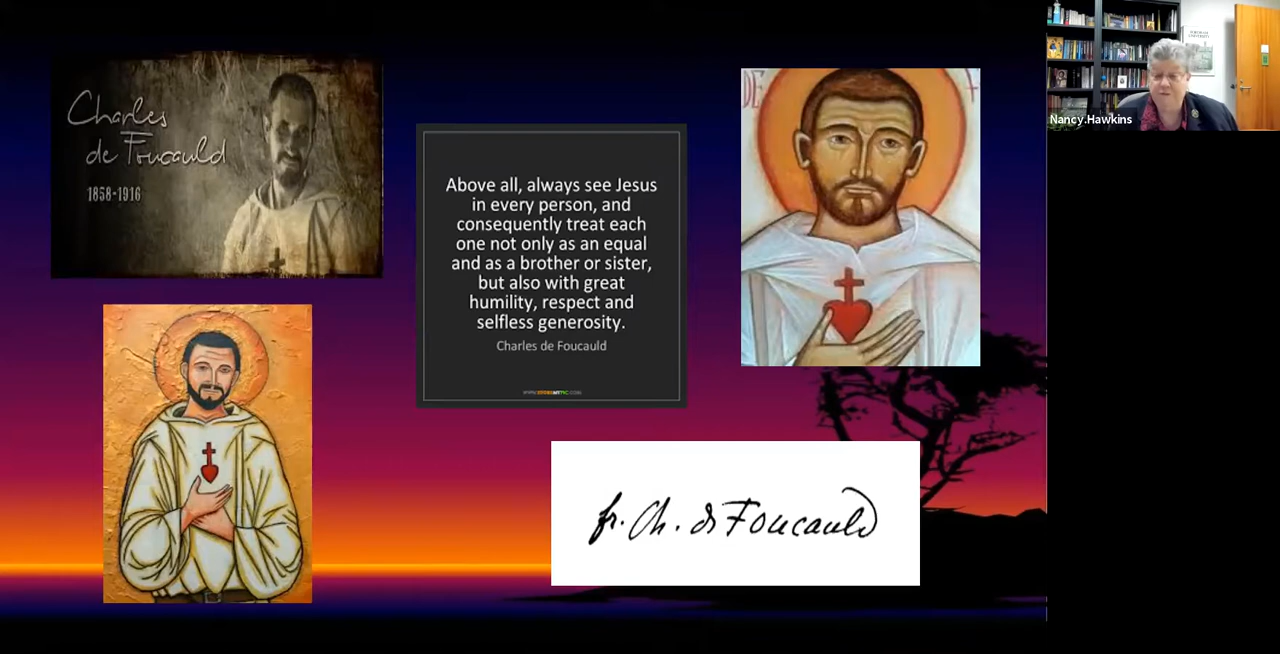 Charles
de Foucauld
1858-1916
Above all, always see Jesus
in every person, and
consequently treat each
one not only as an equal
and as a brother or sister,
but also with great
humility, respect and
selfless generosity.
Charles de Foucauld
DE
fr. Ch. de Foucauld
Nancy.Hawkins